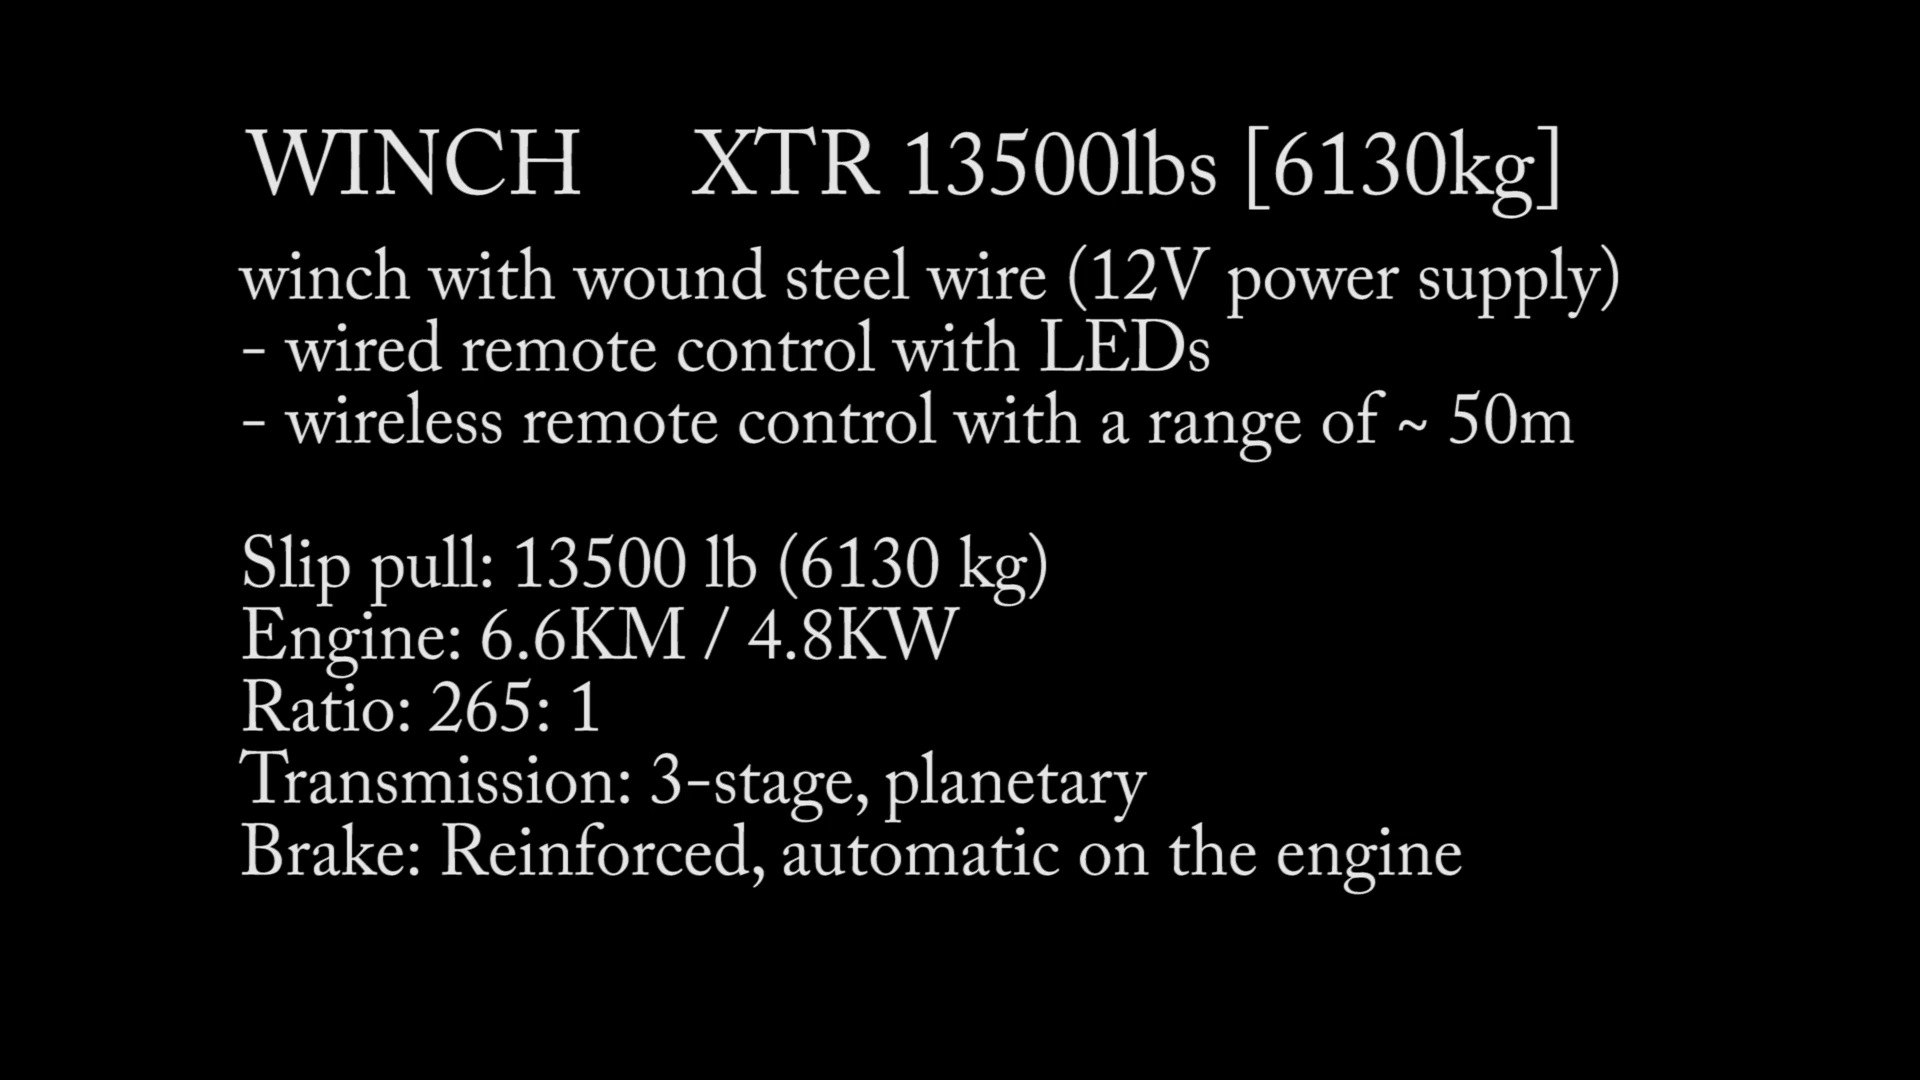 WINCH XTR 13500lbs [6130kg]
winch with wound steel wire (12V power supply)
- wired remote control with LEDs
- wireless remote control with a range of ~ 50m
Slip pull: 13500 lb (6130 kg)
Engine: 6.6KM / 4.8KW
Ratio: 265: 1
Transmission: 3-stage, planetary
Brake: Reinforced, automatic on the engine